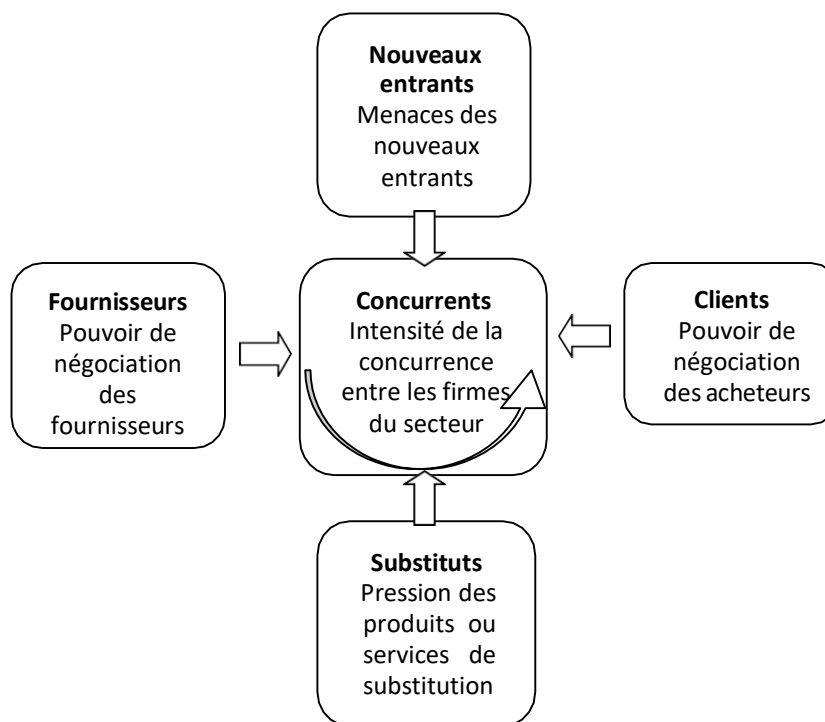 Nouveaux
entrants
Menaces des
nouveaux
entrants
Fournisseurs
Pouvoir de
négociation
des
fournisseurs
Concurrents
Intensité de la
concurrence
entre les firmes
du secteur
Clients
Pouvoir de
négociation
des acheteurs
Substituts
Pression des
produits ou
services de
substitution